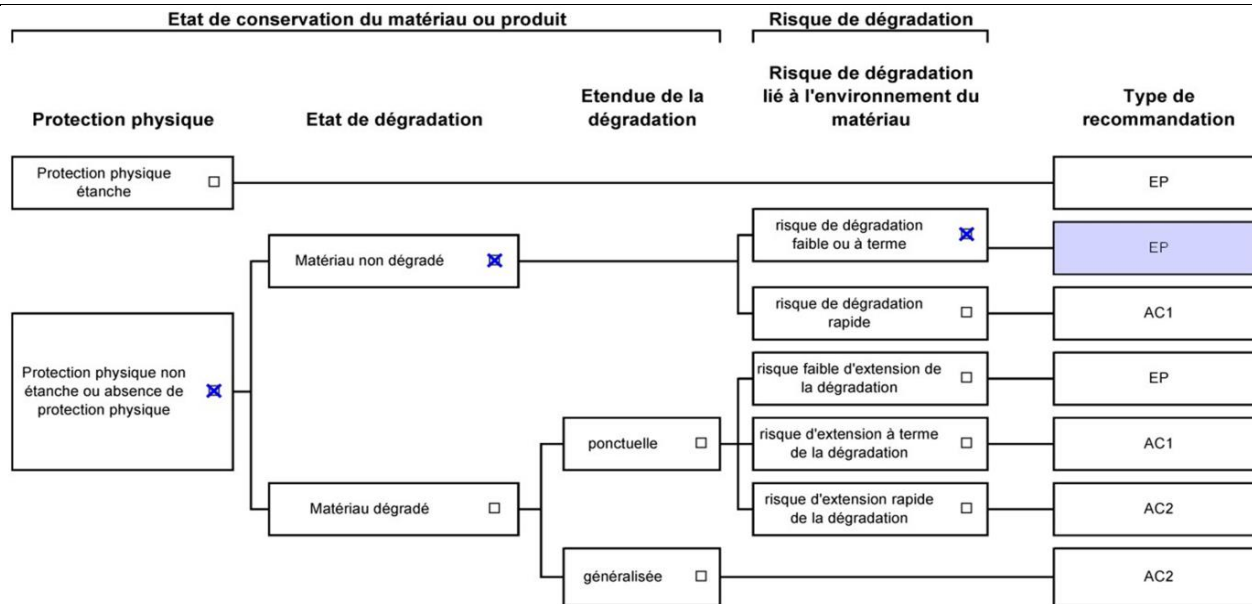 Etat de conservation du matériau ou produit
Risque de dégradation
Protection physique
Etat de dégradation
Etendue de la
dégradation
Risque de dégradation
lié à l'environnement du
matériau
Type de
recommandation
Protection physique
étanche
EP
risque de dégradation
faible ou à terme
EP
Matériau non dégradé
risque de dégradation
rapide
AC1
Protection physique non
étanche ou absence de
protection physique
risque faible d'extension de
la dégradation
EP
ponctuelle
risque d'extension à terme
de la dégradation
AC1
Matériau dégradé
risque d'extension rapide
de la dégradation
AC2
généralisée
AC2